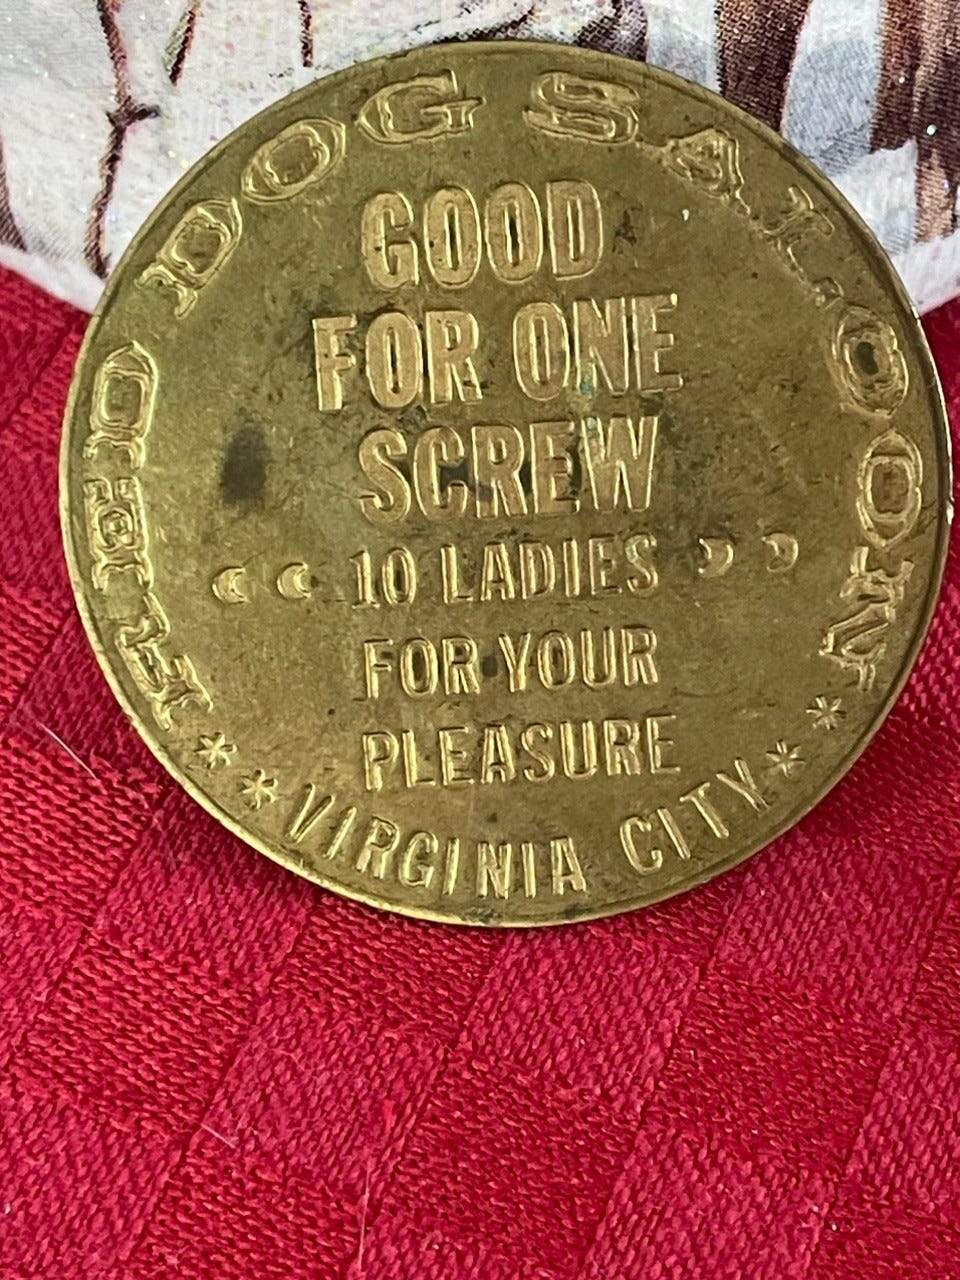 RED DOG SALOON
GOOD
FOR ONE
SCREW
10 LADIES
FOR YOUR
PLEASURE
* * VIRGINIA CITY * *